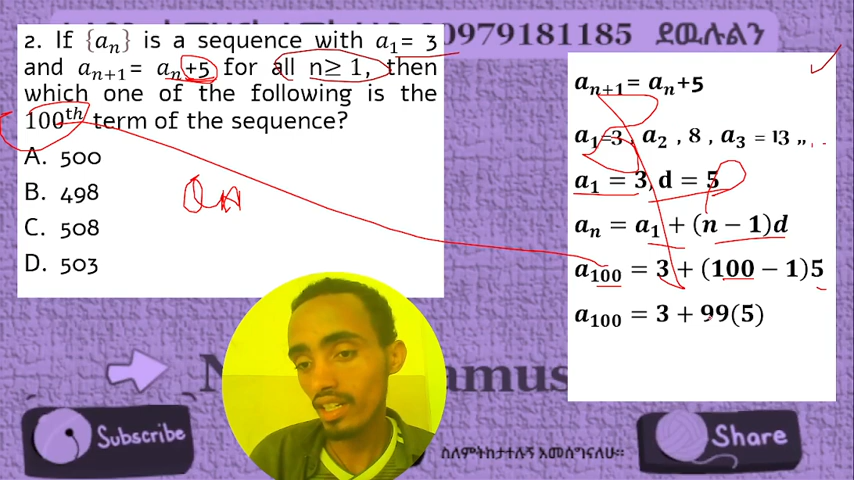 0979181185 ደዉሉልን
2. If {aₙ} is a sequence with a₁= 3
and aₙ₊₁= aₙ+5 for all n≥ 1, then
which one of the following is the
100ᵗʰ term of the sequence?
A. 500
B. 498
C. 508
D. 503
an
aₙ₊₁= aₙ+5
a₁=3, a₂ , 8 , a₃ = 13 ,,
a₁ = 3, d = 5
aₙ = a₁ + (n − 1)d
a₁₀₀ = 3 + (100 − 1)5
a₁₀₀ = 3 + 99(5)
amus
Subscribe
ስለምትከታተሉኝ አመሰግናለሁ።
Share